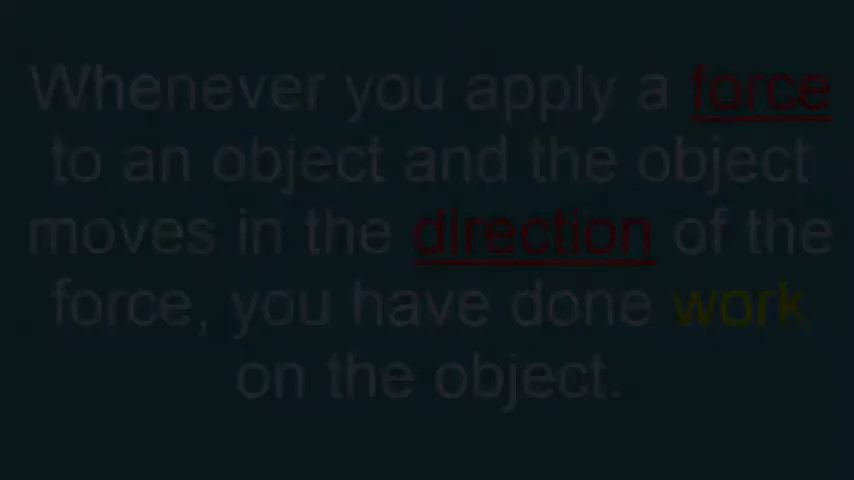 Whenever you apply a force
to an object and the object
moves in the direction of the
force, you have done work
on the object.